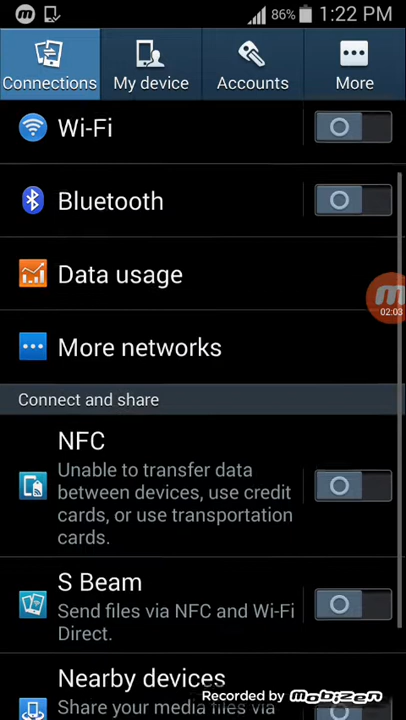 86% 1:22 PM
Connections My device Accounts More
Wi-Fi
Bluetooth
Data usage
02:03
More networks
Connect and share
NFC
Unable to transfer data
between devices, use credit
cards, or use transportation
cards.
S Beam
Send files via NFC and Wi-Fi
Direct.
Nearby devices
Share your media files via
Recorded by Mobizen